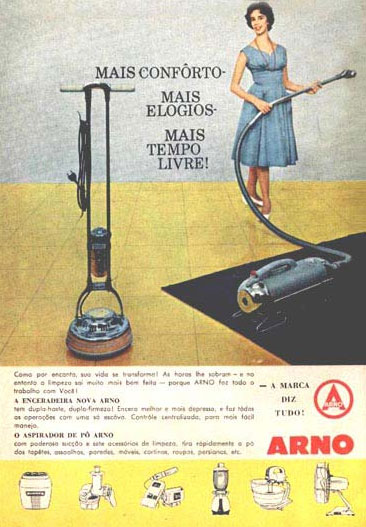 MAIS CONFÔRTO-
MAIS
ELOGIOS-
MAIS
TEMPO
LIVRE!
Como por encanto, sua vida se transforma! As horas lhe sobram - e no
entanto a limpeza sai muito mais bem feita - porque ARNO faz todo o
trabalho com Você!
A ENCERADEIRA NOVA ARNO
tem dupla-haste, dupla-firmeza! Encera melhor e mais depressa, e faz tôdas
as operações com uma só escôva. Contrôle centralizado, para mais fácil
manejo.
O ASPIRADOR DE PÓ ARNO
com poderosa sucção e sete acessórios de limpeza, tira rápidamente o pó
dos tapêtes, assoalhos, paredes, móveis, cortinas, roupas, persianas, etc.
— A MARCA
DIZ
TUDO!
ARNO